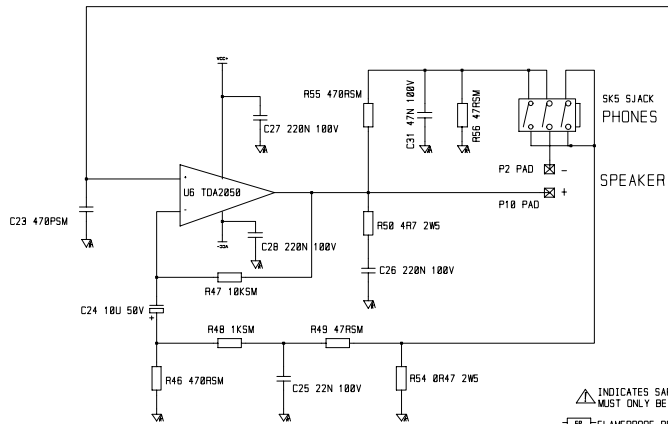 VCC+
R55 470RSM
C27 220N 100V
C31 47N 100V
R56 47RSM
SK5 SJACK
PHONES
+
U6 TDA2050
-
P2 PAD -
SPEAKER
P10 PAD +
C23 470PSM
C28 220N 100V
R50 4R7 2W5
R47 10KSM
C26 220N 100V
C24 10U 50V
+
R48 1KSM
R49 47RSM
R46 470RSM
C25 22N 100V
R54 0R47 2W5
INDICATES
MUST ONLY BE